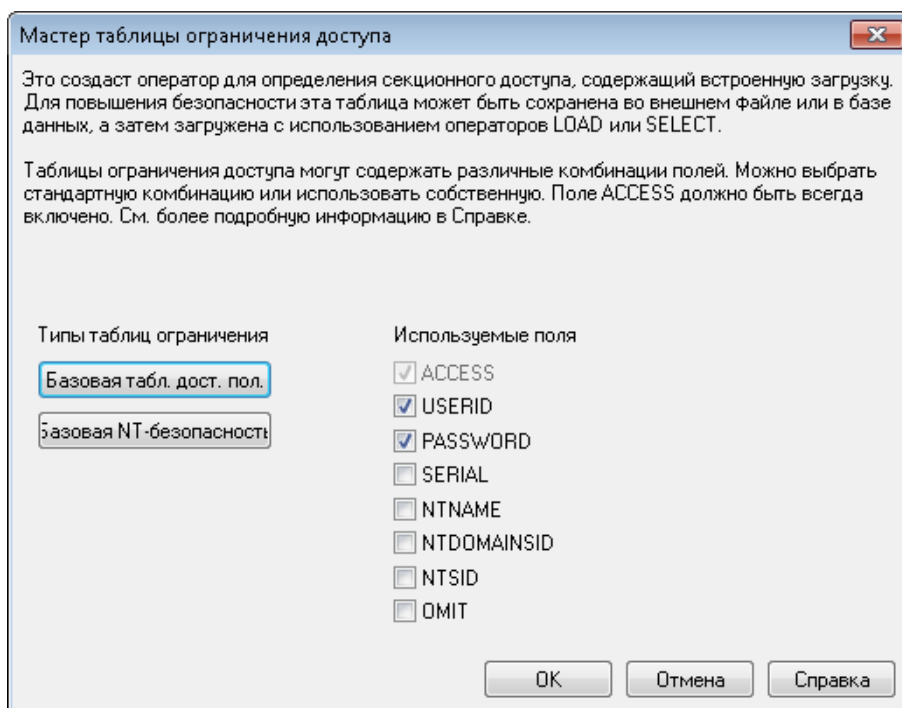 Мастер таблицы ограничения доступа
Это создаст оператор для определения секционного доступа, содержащий встроенную загрузку.
Для повышения безопасности эта таблица может быть сохранена во внешнем файле или в базе
данных, а затем загружена с использованием операторов LOAD или SELECT.
Таблицы ограничения доступа могут содержать различные комбинации полей. Можно выбрать
стандартную комбинацию или использовать собственную. Поле ACCESS должно быть всегда
включено. См. более подробную информацию в Справке.
Типы таблиц ограничения
Используемые поля
Базовая табл. дост. пол.
Базовая NT-безопасность
ACCESS
USERID
PASSWORD
SERIAL
NTNAME
NTDOMAINSID
NTSID
OMIT
OK
Отмена
Справка